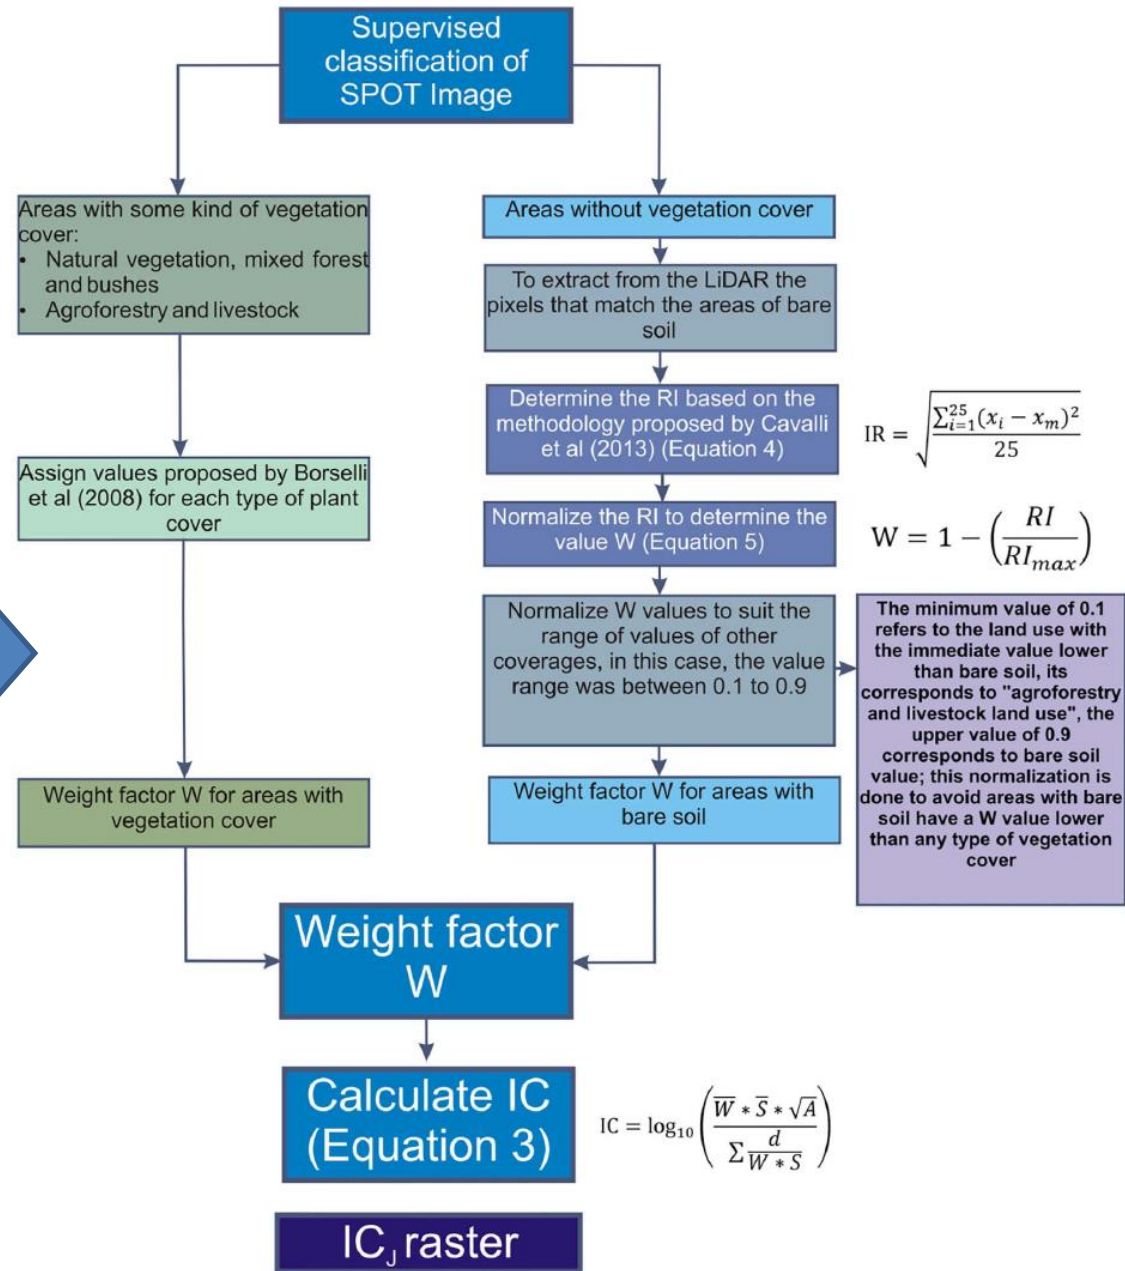 Supervised
classification of
SPOT Image
Areas with some kind of vegetation
cover:
• Natural vegetation, mixed forest
and bushes
• Agroforestry and livestock
Areas without vegetation cover
To extract from the LiDAR the
pixels that match the areas of bare
soil
Determine the RI based on the
methodology proposed by Cavalli
et al (2013) (Equation 4)
IR = √(∑_{i=1}^{25}(x_i − x_m)²/25)
Assign values proposed by Borselli
et al (2008) for each type of plant
cover
Normalize the RI to determine the
value W (Equation 5)
W = 1 − (RI/RI_max)
Normalize W values to suit the
range of values of other
coverages, in this case, the value
range was between 0.1 to 0.9
The minimum value of 0.1
refers to the land use with
the immediate value lower
than bare soil, its
corresponds to "agroforestry
and livestock land use", the
upper value of 0.9
corresponds to bare soil
value; this normalization is
done to avoid areas with bare
soil have a W value lower
than any type of vegetation
cover
Weight factor W for areas with
vegetation cover
Weight factor W for areas with
bare soil
Weight factor
W
Calculate IC
(Equation 3)
IC = log₁₀(W̅ * S̅ * √A / ∑ d/(W * S))
IC_J raster